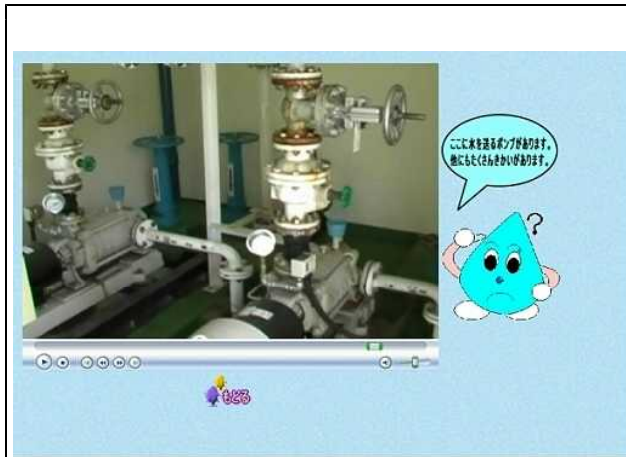 ここに水を送るポンプがあります。
他にもたくさんきかいがあります。
?
もどる